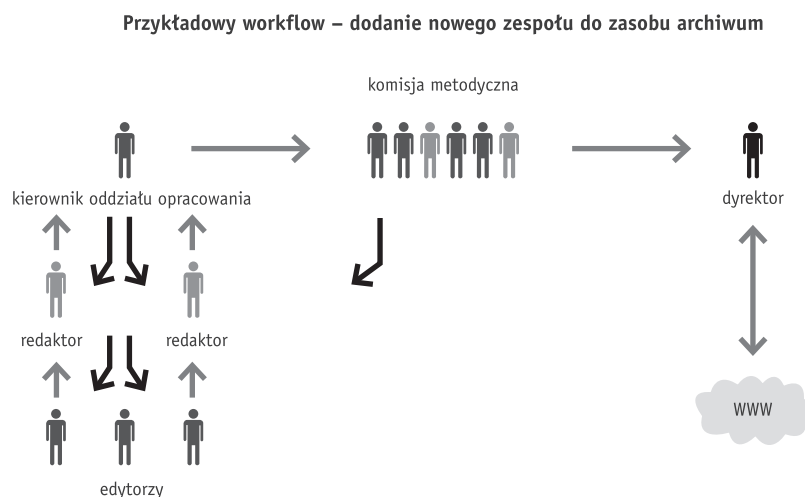 Przykładowy workflow – dodanie nowego zespołu do zasobu archiwum
komisja metodyczna
kierownik oddziału opracowania
dyrektor
redaktor
redaktor
WWW
edytorzy